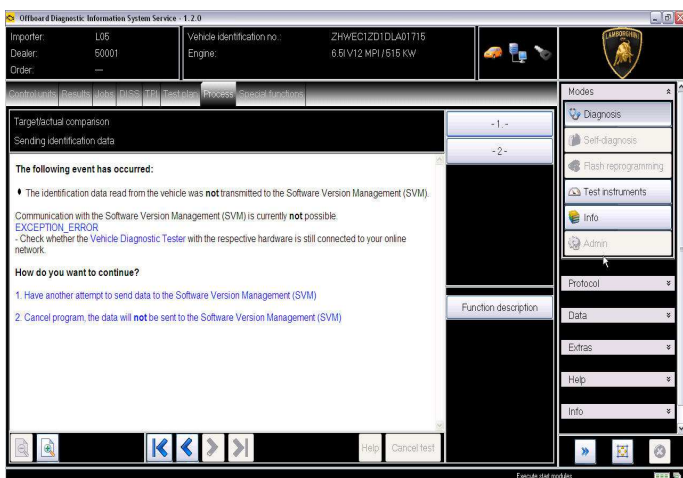 Offboard Diagnostic Information System Service - 1.2.0
Importer: L05
Dealer: 50001
Order: ---
Vehicle identification no.: ZHWEC1ZD1DLA01715
Engine: 6.5l V12 MPI / 515 KW
LAMBORGHINI
Control units Results Jobs DISS TPI Test plan Process Special functions
Target/actual comparison
Sending identification data
- 1 -
- 2 -
The following event has occurred:
• The identification data read from the vehicle was not transmitted to the Software Version Management (SVM).
Communication with the Software Version Management (SVM) is currently not possible.
EXCEPTION_ERROR
- Check whether the Vehicle Diagnostic Tester with the respective hardware is still connected to your online
network.
How do you want to continue?
1. Have another attempt to send data to the Software Version Management (SVM)
2. Cancel program, the data will not be sent to the Software Version Management (SVM)
Function description
Help
Cancel test
Modes
Diagnosis
Self-diagnosis
Flash reprogramming
Test instruments
Info
Admin
Protocol
Data
Extras
Help
Info
Execute start modules